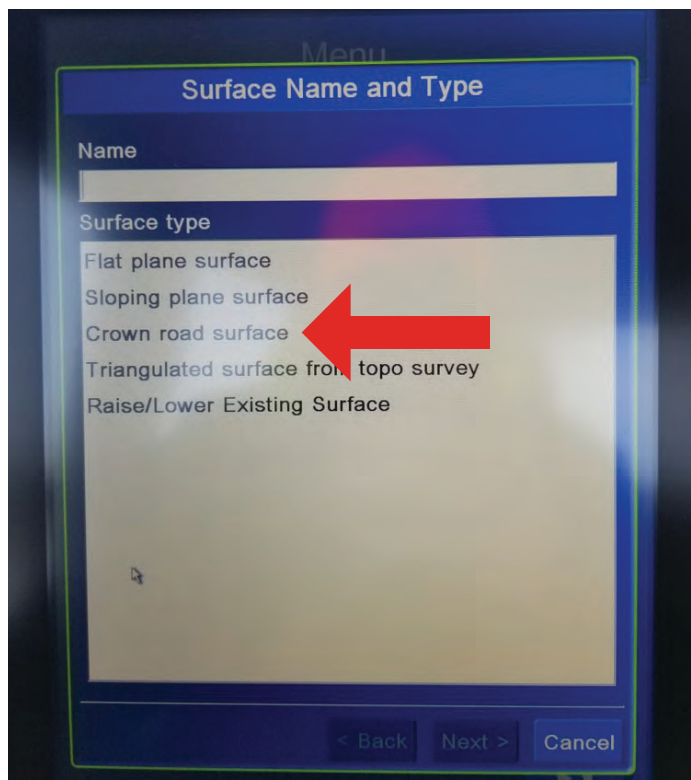 Menu
Surface Name and Type
Name
Surface type
Flat plane surface
Sloping plane surface
Crown road surface
Triangulated surface from topo survey
Raise/Lower Existing Surface
< Back Next > Cancel